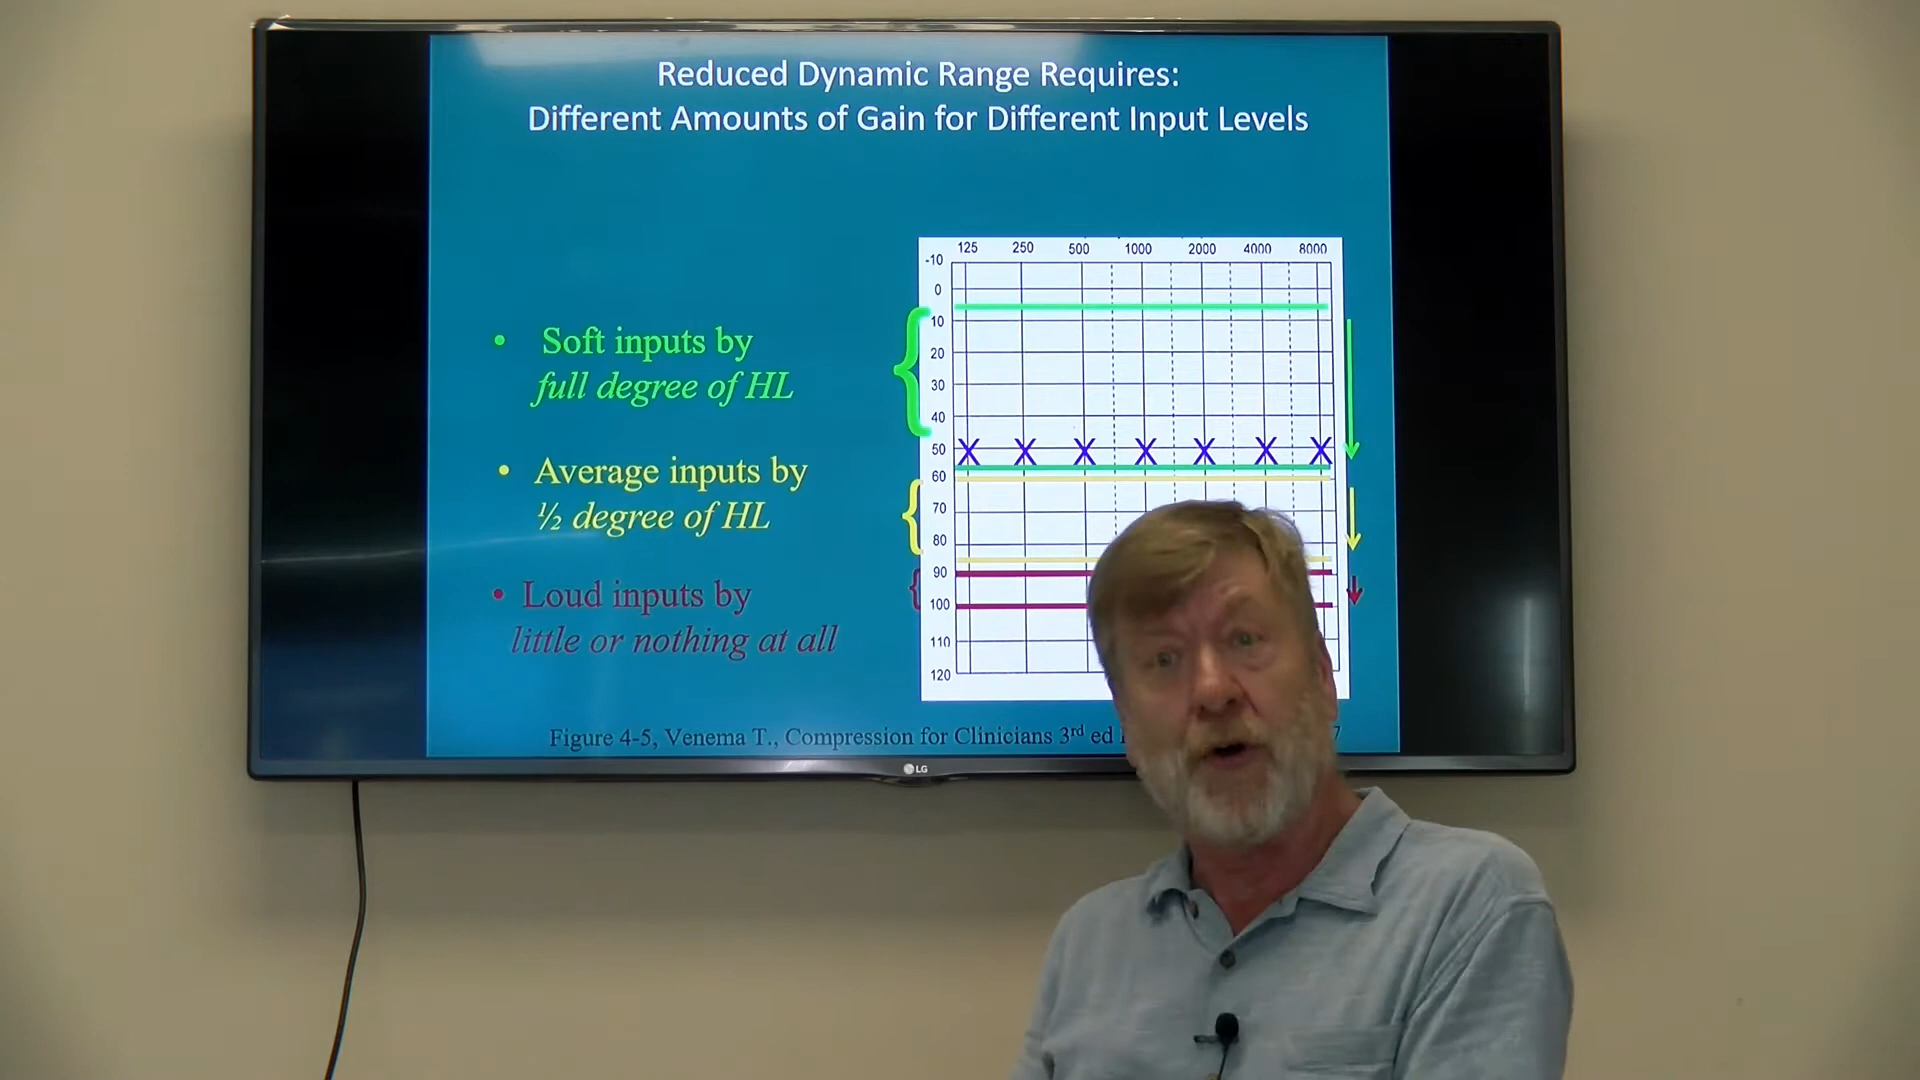 Reduced Dynamic Range Requires:
Different Amounts of Gain for Different Input Levels
• Soft inputs by
full degree of HL
• Average inputs by
½ degree of HL
• Loud inputs by
little or nothing at all
125 250 500 1000 2000 4000 8000
-10
0
10
20
30
40
50
60
70
80
90
100
110
120
X X X X X X X
Figure 4-5, Venema T., Compression for Clinicians 3rd ed
7
LG